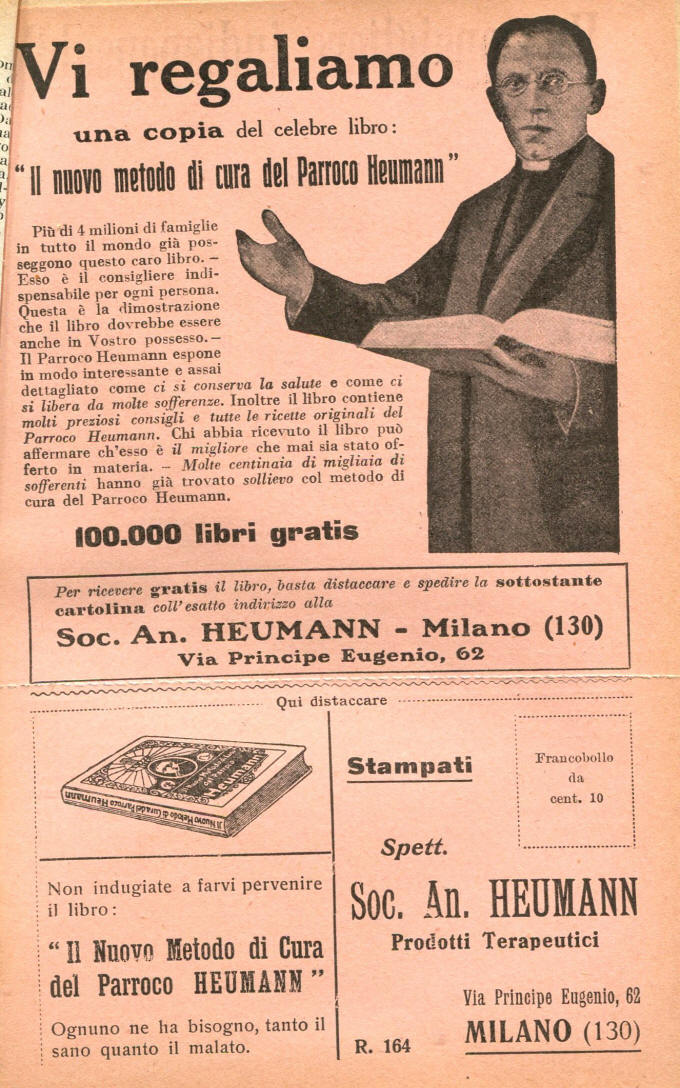 Vi regaliamo
una copia del celebre libro:
"Il nuovo metodo di cura del Parroco Heumann"
Più di 4 milioni di famiglie
in tutto il mondo già pos-
seggono questo caro libro. –
Esso è il consigliere indi-
spensabile per ogni persona.
Questa è la dimostrazione
che il libro dovrebbe essere
anche in Vostro possesso. –
Il Parroco Heumann espone
in modo interessante e assai
dettagliato come ci si conserva la salute e come ci
si libera da molte sofferenze. Inoltre il libro contiene
molti preziosi consigli e tutte le ricette originali del
Parroco Heumann. Chi abbia ricevuto il libro può
affermare ch'esso è il migliore che mai sia stato of-
ferto in materia. – Molte centinaia di migliaia di
sofferenti hanno già trovato sollievo col metodo di
cura del Parroco Heumann.
100.000 libri gratis
Per ricevere gratis il libro, basta distaccare e spedire la sottostante
cartolina coll'esatto indirizzo alla
Soc. An. HEUMANN - Milano (130)
Via Principe Eugenio, 62
Qui distaccare
Heumann
Il Nuovo Metodo di Cura del Parroco Heumann
Non indugiate a farvi pervenire
il libro:
"Il Nuovo Metodo di Cura
del Parroco HEUMANN"
Ognuno ne ha bisogno, tanto il
sano quanto il malato.
Stampati
Francobollo
da
cent. 10
Spett.
Soc. An. HEUMANN
Prodotti Terapeutici
Via Principe Eugenio, 62
R. 164
MILANO (130)